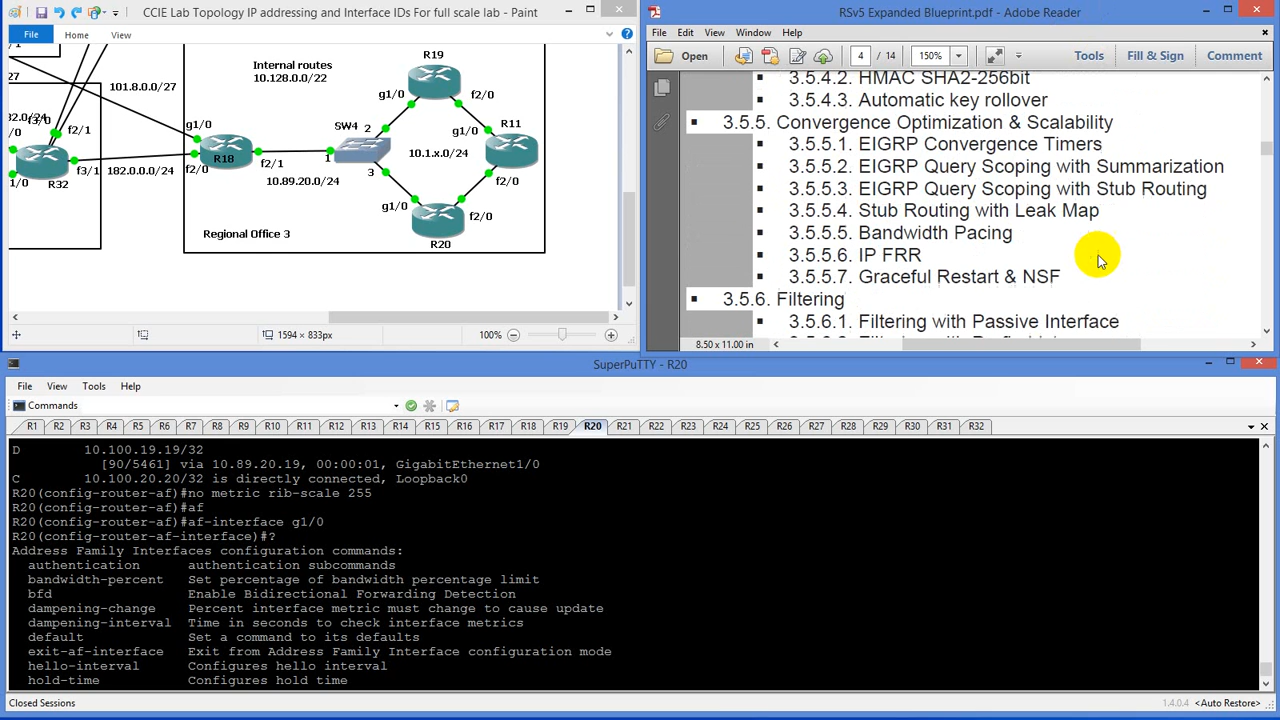 CCIE Lab Topology IP addressing and Interface IDs For full scale lab - Paint
File Home View
27
101.8.0.0/27
f2/1
R32
f3/1
182.0.0.0/24
1/0
Internal routes
10.128.0.0/22
g1/0
R18
f2/0
f2/1
10.89.20.0/24
SW4
1
2
3
R19
g1/0
f2/0
R11
g1/0
f2/0
10.1.x.0/24
g1/0
f2/0
R20
Regional Office 3
1594 × 833px
100%
RSv5 Expanded Blueprint.pdf - Adobe Reader
File Edit View Window Help
Open 4 / 14 150% Tools Fill & Sign Comment
3.5.4.2. HMAC SHA2-256bit
3.5.4.3. Automatic key rollover
3.5.5. Convergence Optimization & Scalability
3.5.5.1. EIGRP Convergence Timers
3.5.5.2. EIGRP Query Scoping with Summarization
3.5.5.3. EIGRP Query Scoping with Stub Routing
3.5.5.4. Stub Routing with Leak Map
3.5.5.5. Bandwidth Pacing
3.5.5.6. IP FRR
3.5.5.7. Graceful Restart & NSF
3.5.6. Filtering
3.5.6.1. Filtering with Passive Interface
8.50 x 11.00 in
SuperPuTTY - R20
File View Tools Help
Commands
R1 R2 R3 R4 R5 R6 R7 R8 R9 R10 R11 R12 R13 R14 R15 R16 R17 R18 R19 R20 R21 R22 R23 R24 R25 R26 R27 R28 R29 R30 R31 R32
D 10.100.19.19/32
[90/5461] via 10.89.20.19, 00:00:01, GigabitEthernet1/0
C 10.100.20.20/32 is directly connected, Loopback0
R20(config-router-af)#no metric rib-scale 255
R20(config-router-af)#af
R20(config-router-af)#af-interface g1/0
R20(config-router-af-interface)#?
Address Family Interfaces configuration commands:
authentication authentication subcommands
bandwidth-percent Set percentage of bandwidth percentage limit
bfd Enable Bidirectional Forwarding Detection
dampening-change Percent interface metric must change to cause update
dampening-interval Time in seconds to check interface metrics
default Set a command to its defaults
exit-af-interface Exit from Address Family Interface configuration mode
hello-interval Configures hello interval
hold-time Configures hold time
Closed Sessions 1.4.0.4 <Auto Restore>